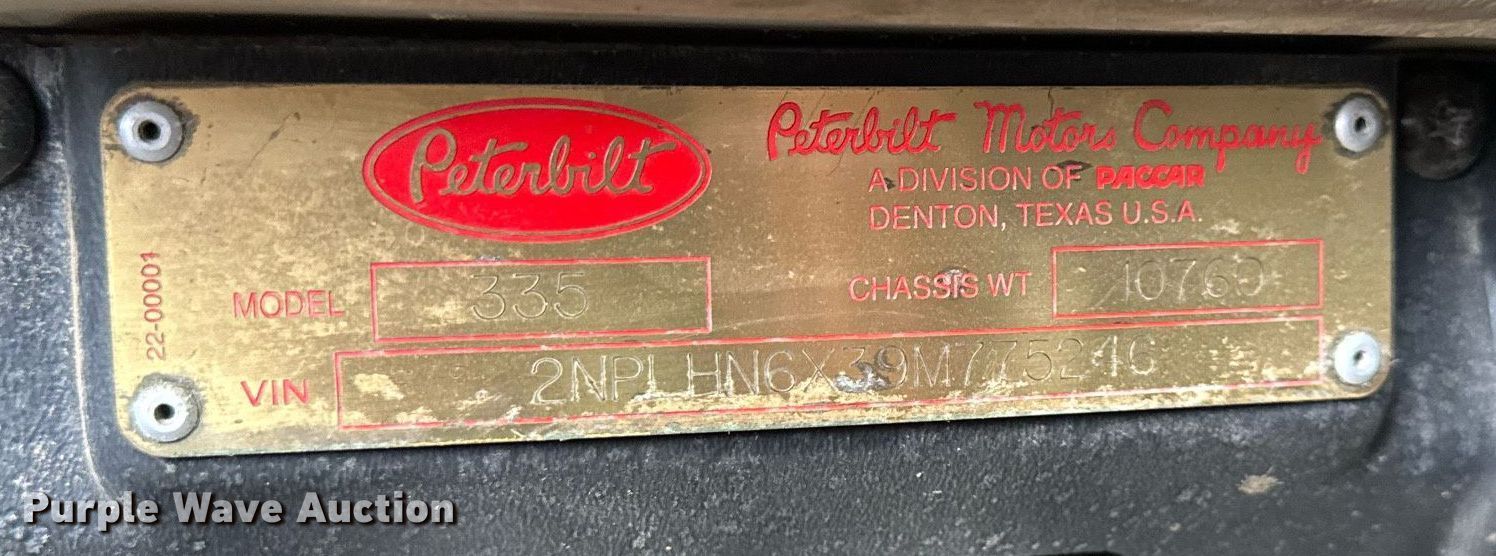 Peterbilt
Peterbilt Motors Company
A DIVISION OF PACCAR
DENTON, TEXAS U.S.A.
22-00001
MODEL 335
CHASSIS WT 10760
VIN 2NPLHN6X39M775246
Purple Wave Auction